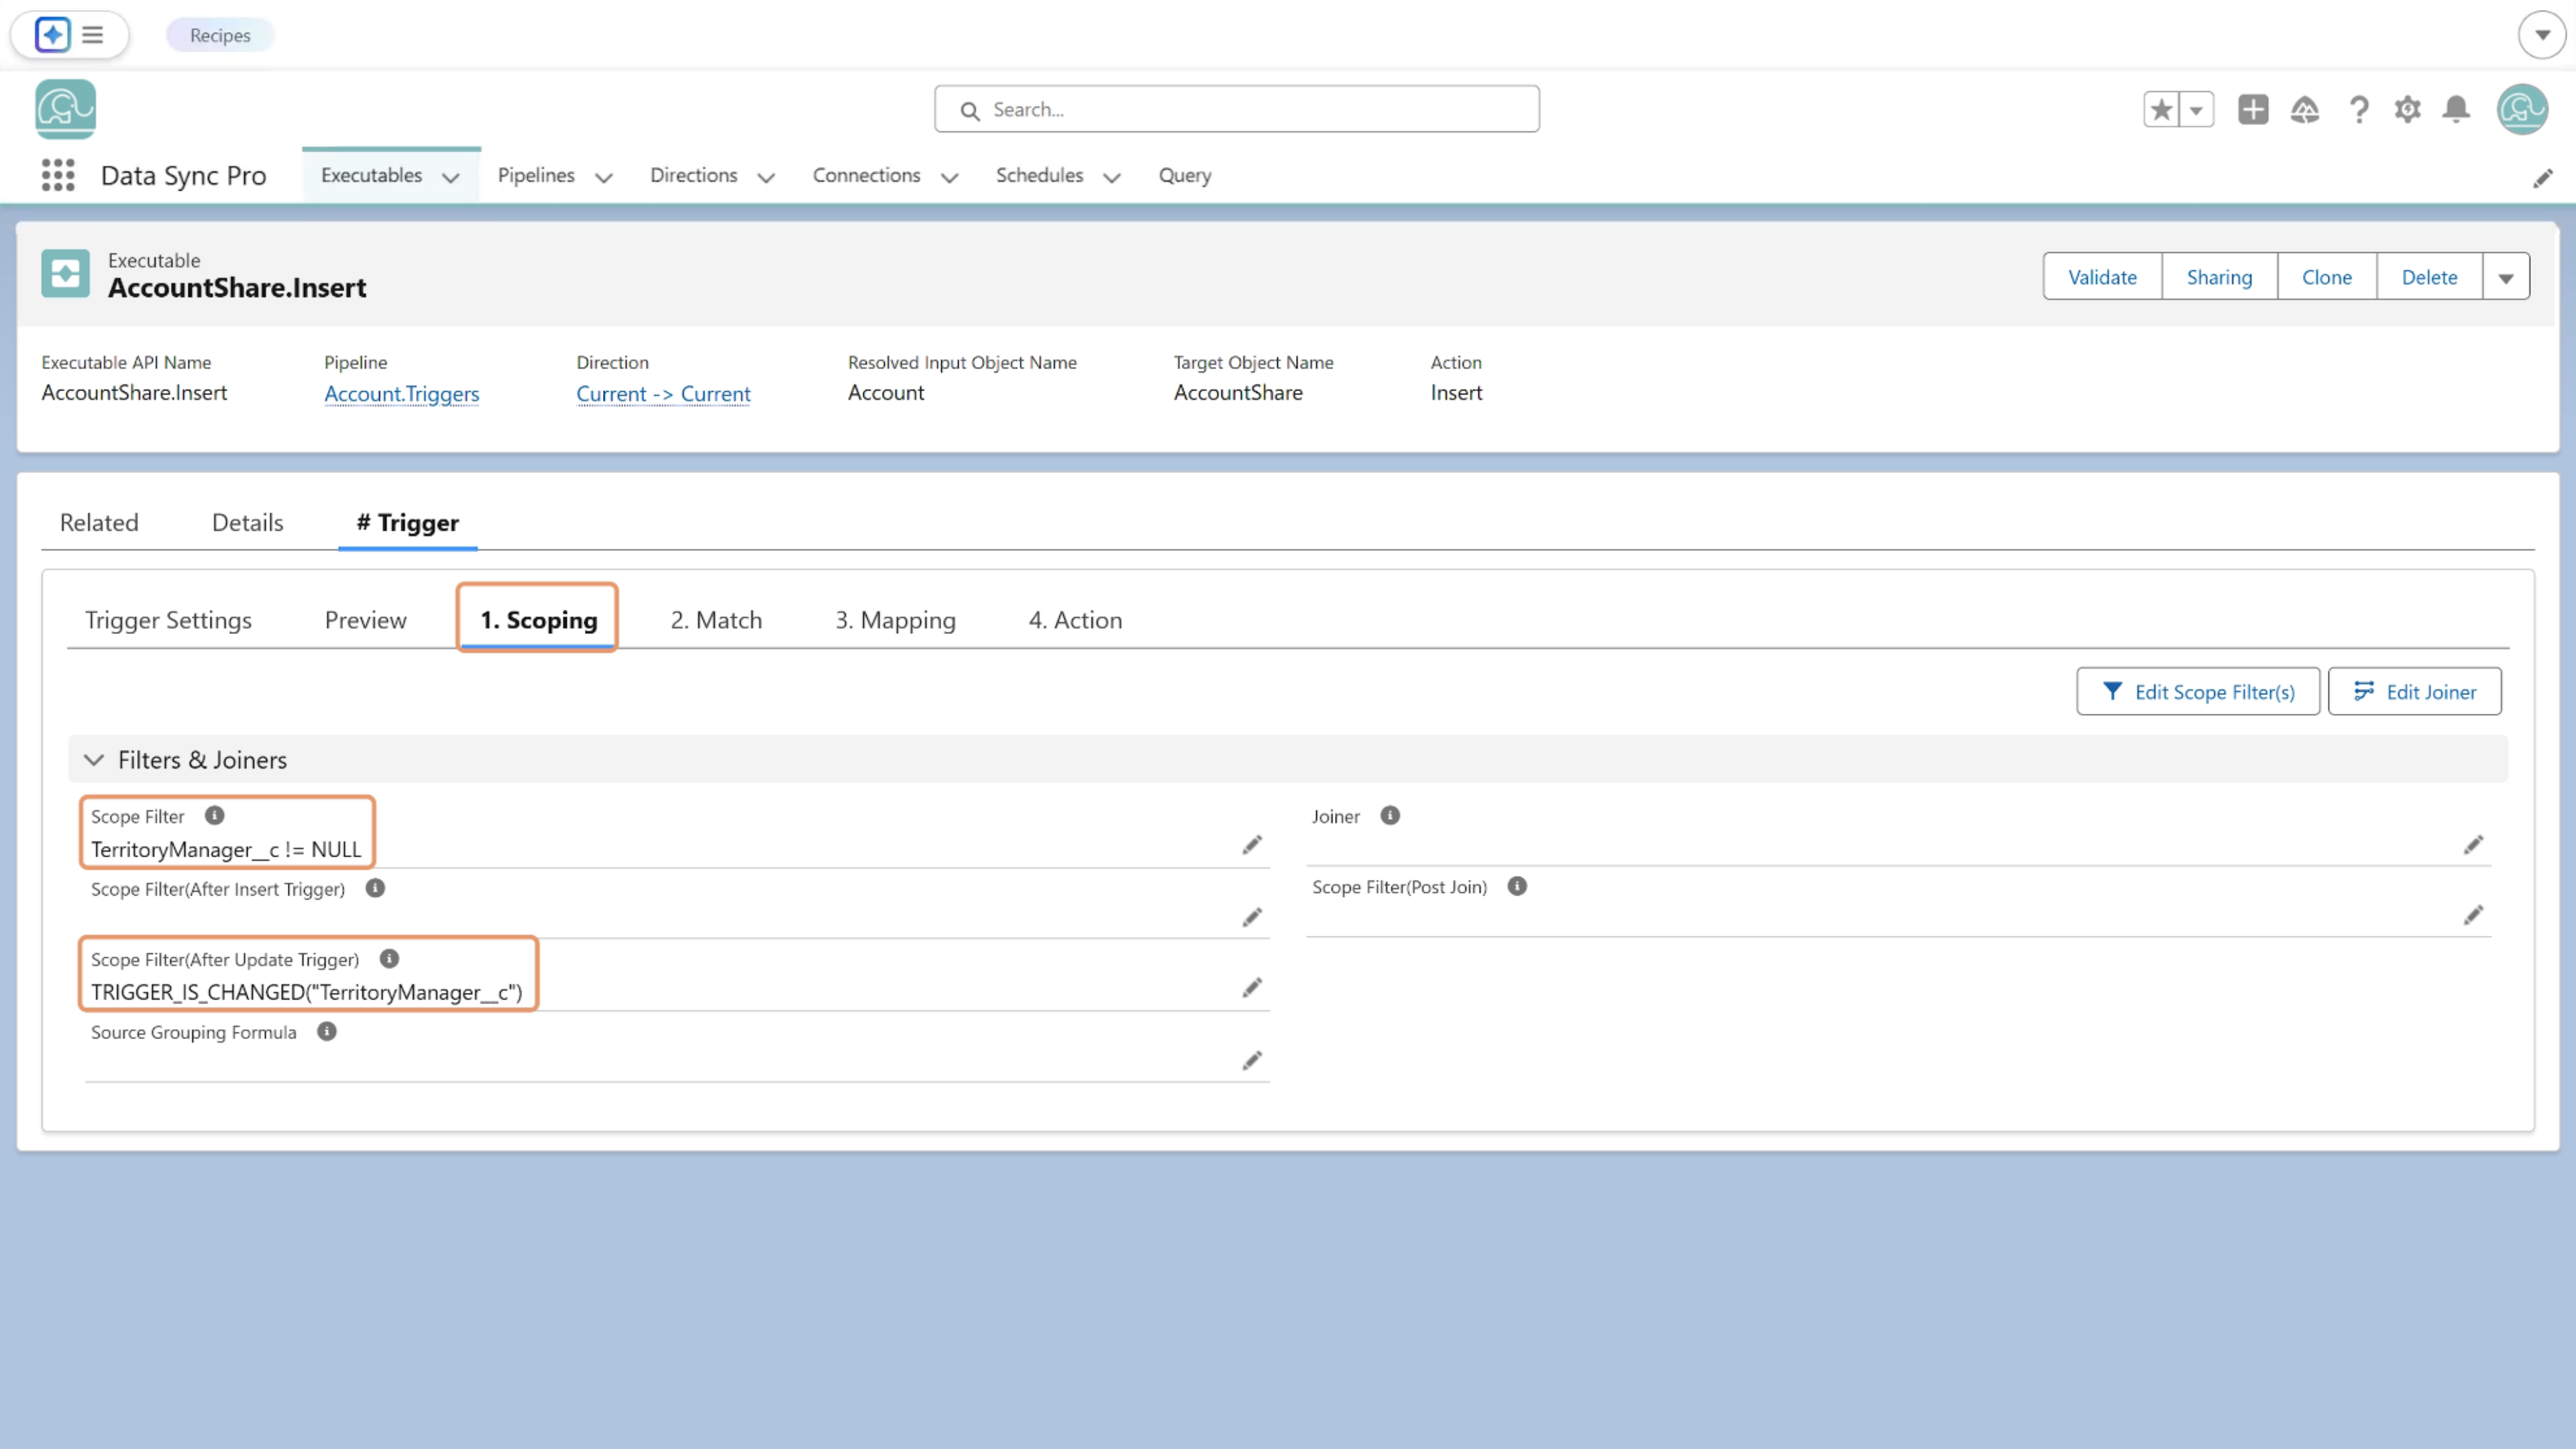 Recipes
Search...
Data Sync Pro
Executables
Pipelines
Directions
Connections
Schedules
Query
Executable
AccountShare.Insert
Validate
Sharing
Clone
Delete
Executable API Name
AccountShare.Insert
Pipeline
Account.Triggers
Direction
Current -> Current
Resolved Input Object Name
Account
Target Object Name
AccountShare
Action
Insert
Related
Details
# Trigger
Trigger Settings
Preview
1. Scoping
2. Match
3. Mapping
4. Action
Edit Scope Filter(s)
Edit Joiner
Filters & Joiners
Scope Filter
TerritoryManager__c != NULL
Joiner
Scope Filter(After Insert Trigger)
Scope Filter(Post Join)
Scope Filter(After Update Trigger)
TRIGGER_IS_CHANGED("TerritoryManager__c")
Source Grouping Formula